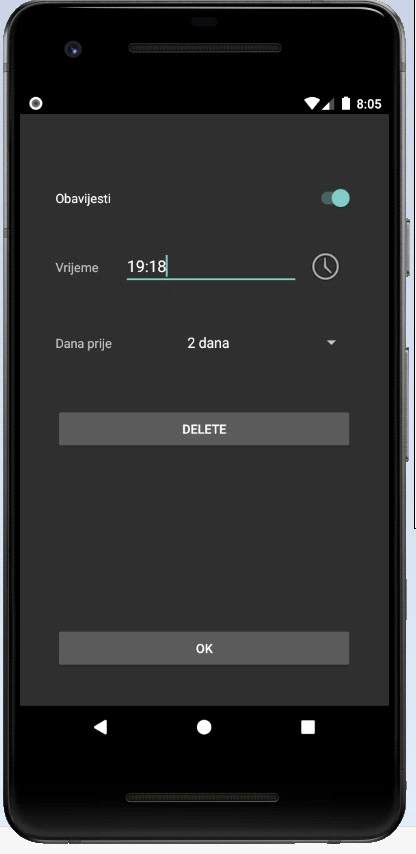 8:05
Obavijesti
Vrijeme 19:18
Dana prije 2 dana
DELETE
OK